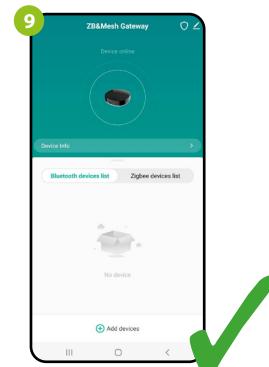 9
ZB&Mesh Gateway
Device online
Device Info
Bluetooth devices list
Zigbee devices list
No device
Add devices